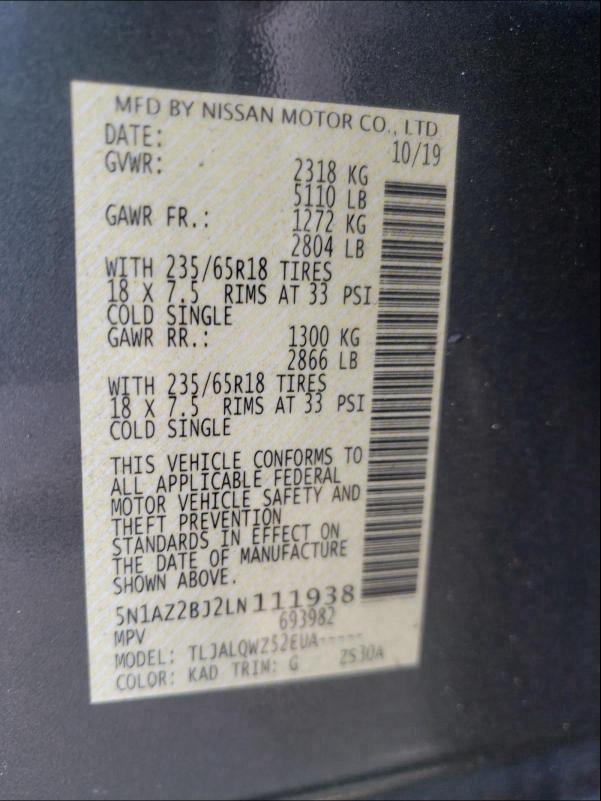 MFD BY NISSAN MOTOR CO., LTD
DATE: 10/19
GVWR: 2318 KG
5110 LB
GAWR FR.: 1272 KG
2804 LB
WITH 235/65R18 TIRES
18 X 7.5 RIMS AT 33 PSI
COLD SINGLE
GAWR RR.: 1300 KG
2866 LB
WITH 235/65R18 TIRES
18 X 7.5 RIMS AT 33 PSI
COLD SINGLE
THIS VEHICLE CONFORMS TO
ALL APPLICABLE FEDERAL
MOTOR VEHICLE SAFETY AND
THEFT PREVENTION
STANDARDS IN EFFECT ON
THE DATE OF MANUFACTURE
SHOWN ABOVE.
5N1AZ2BJ2LN111938
693982
MPV
MODEL: TLJALQWZ52EUA-----
COLOR: KAD TRIM: G ZS30A